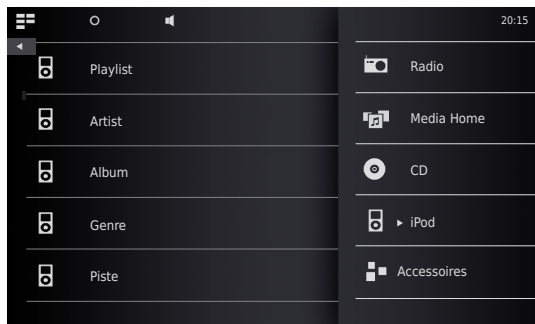 20:15
Playlist
Artist
Album
Genre
Piste
Radio
Media Home
CD
iPod
Accessoires